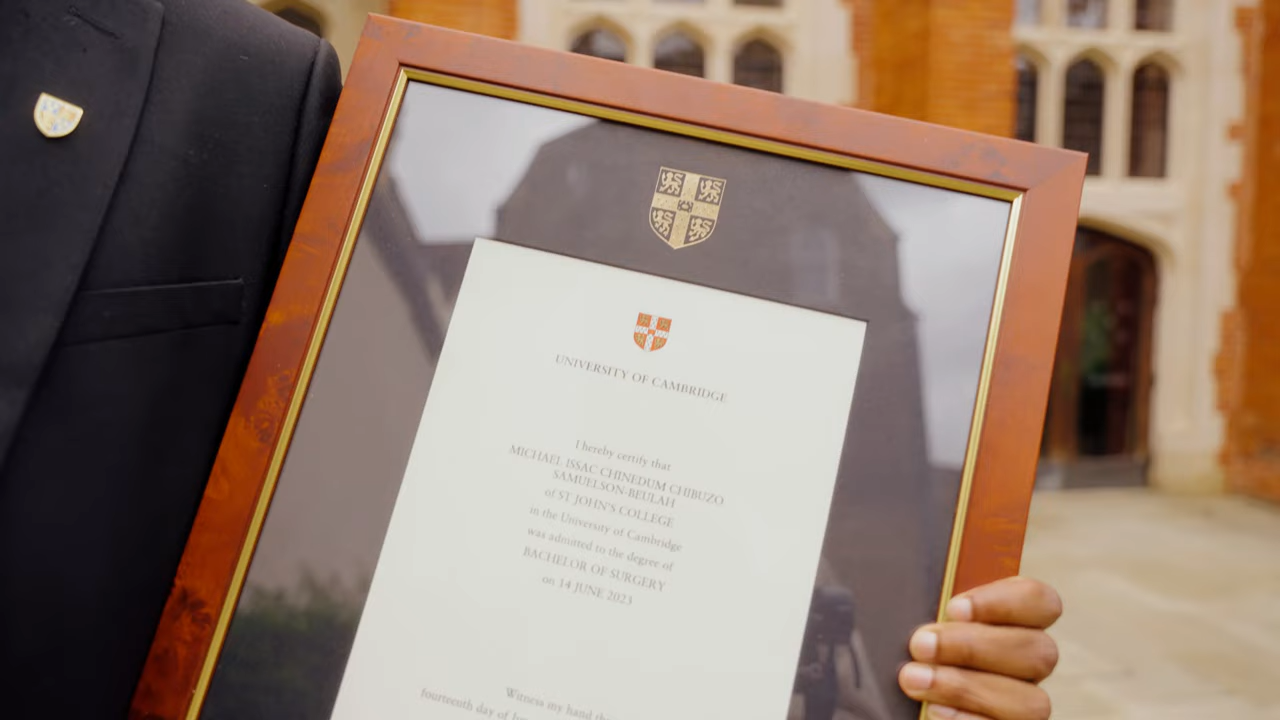 UNIVERSITY OF CAMBRIDGE
I hereby certify that
MICHAEL ISSAC CHINEDUM CHIBUZO
SAMUELSON-BEULAH
of ST JOHN'S COLLEGE
in the University of Cambridge
was admitted to the degree of
BACHELOR OF SURGERY
on 14 JUNE 2023
Witness my hand
fourteenth day of